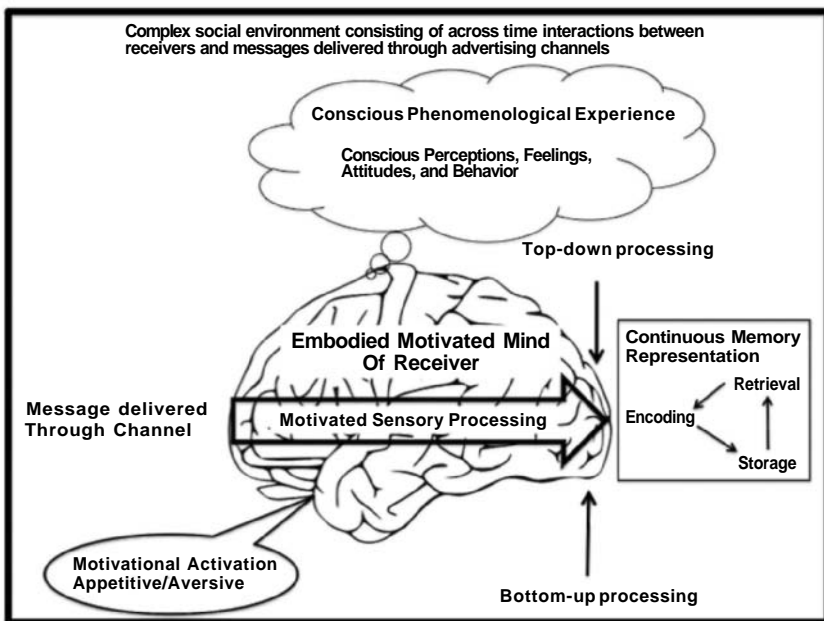 Complex social environment consisting of across time interactions between
receivers and messages delivered through advertising channels
Conscious Phenomenological Experience
Conscious Perceptions, Feelings,
Attitudes, and Behavior
Top-down processing
Embodied Motivated Mind
Of Receiver
Continuous Memory
Representation
Retrieval
Encoding
Storage
Message delivered
Through Channel
Motivated Sensory Processing
Motivational Activation
Appetitive/Aversive
Bottom-up processing